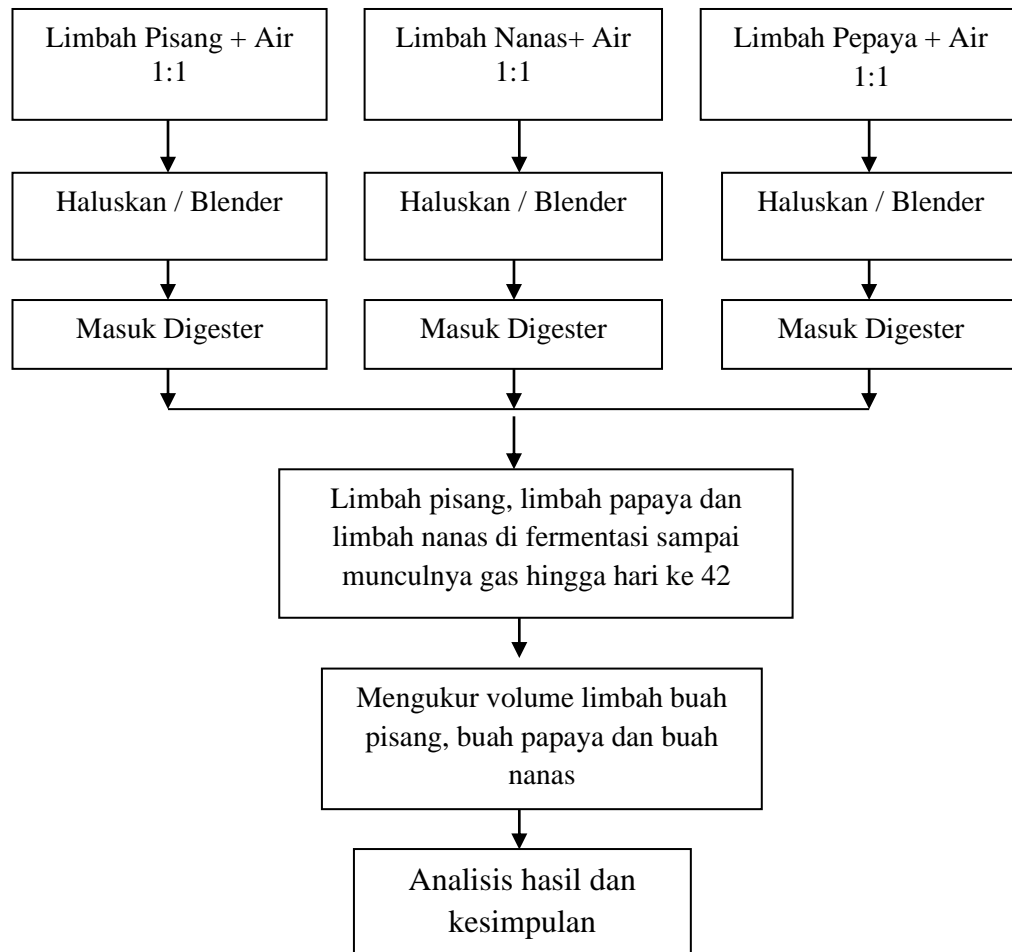 Limbah Pisang + Air
1:1
Limbah Nanas+ Air
1:1
Limbah Pepaya + Air
1:1
Haluskan / Blender
Haluskan / Blender
Haluskan / Blender
Masuk Digester
Masuk Digester
Masuk Digester
Limbah pisang, limbah papaya dan
limbah nanas di fermentasi sampai
munculnya gas hingga hari ke 42
Mengukur volume limbah buah
pisang, buah papaya dan buah
nanas
Analisis hasil dan
kesimpulan